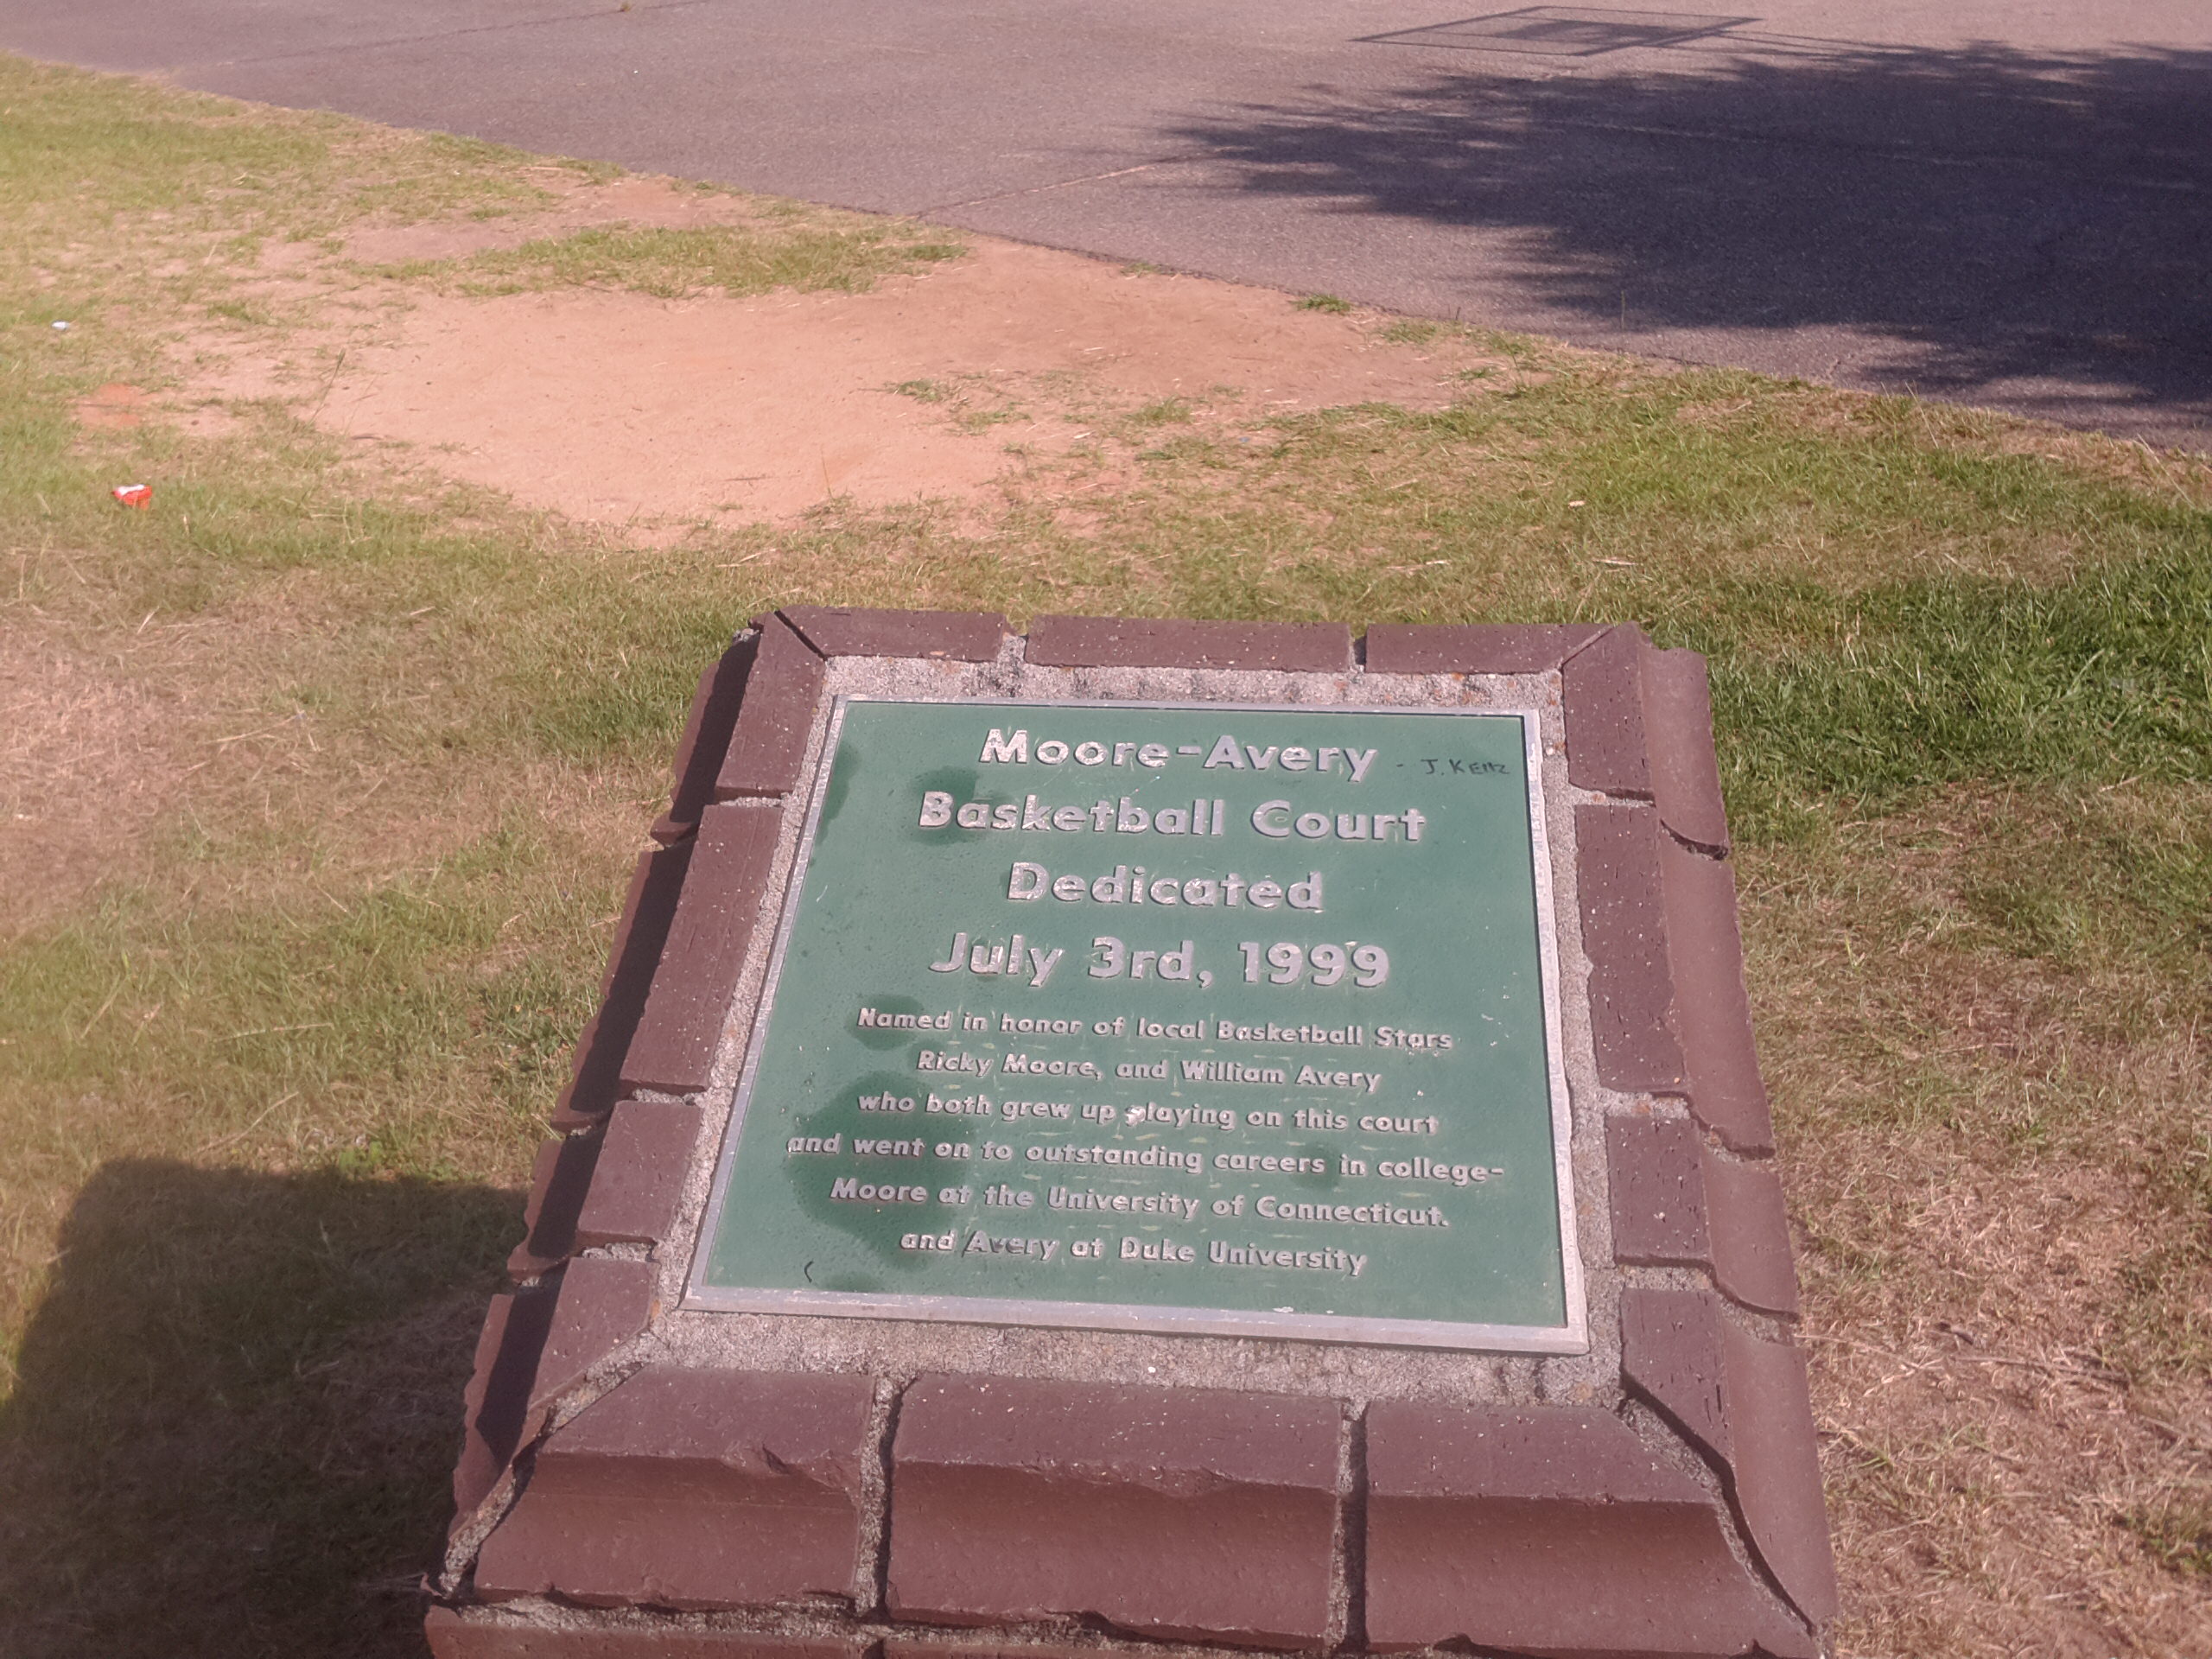 Moore-Avery
Basketball Court
Dedicated
July 3rd, 1999
Named in honor of local Basketball Stars
Ricky Moore, and William Avery
who both grew up playing on this court
and went on to outstanding careers in college-
Moore at the University of Connecticut.
and Avery at Duke University